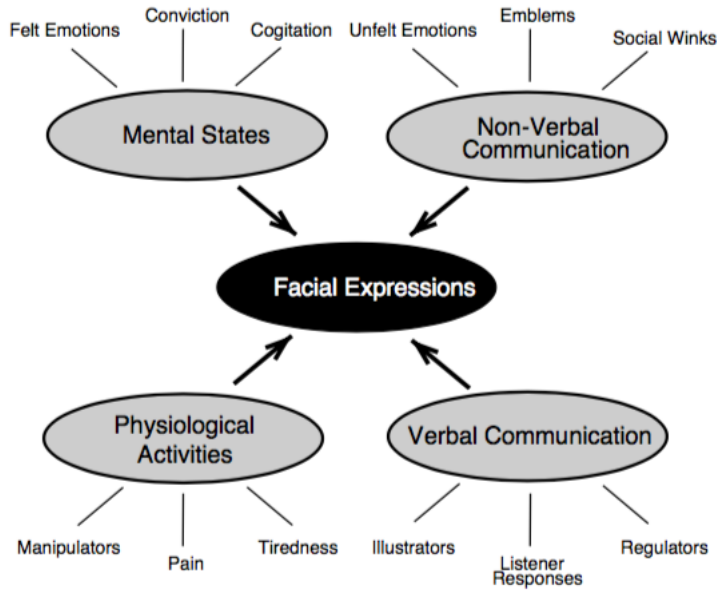 Felt Emotions
Conviction
Cogitation
Unfelt Emotions
Emblems
Social Winks
Mental States
Non-Verbal
Communication
Facial Expressions
Physiological
Activities
Verbal Communication
Manipulators
Pain
Tiredness
Illustrators
Listener
Responses
Regulators